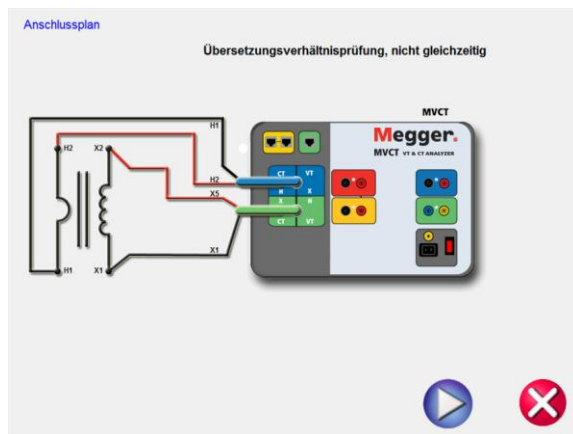 Anschlussplan
Übersetzungsverhältnisprüfung, nicht gleichzeitig
MVCT
H1
Megger.
MVCT VT & CT ANALYZER
H2 X2
CT VT
H2
H X
X5
X H
CT VT
X1
H1 X1